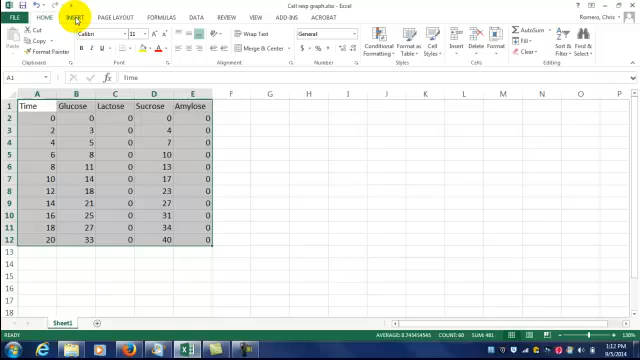 Cell resp graph.xlsx - Excel
FILE HOME INSERT PAGE LAYOUT FORMULAS DATA REVIEW VIEW ADD-INS ACROBAT Romero, Chris
Cut
Copy
Format Painter
Paste
Calibri 11
B I U
Wrap Text
Merge & Center
General
$ % ,
Conditional Formatting
Format as Table
Cell Styles
Insert Delete Format
AutoSum
Fill
Clear
Sort & Filter
Find & Select
Clipboard Font Alignment Number Styles Cells Editing
A1 fx Time
A B C D E F G H I J K L M N O P
1 Time Glucose Lactose Sucrose Amylose
2 0 0 0 0 0
3 2 3 0 4 0
4 4 5 0 7 0
5 6 8 0 10 0
6 8 11 0 13 0
7 10 14 0 17 0
8 12 18 0 23 0
9 14 21 0 27 0
10 16 25 0 31 0
11 18 27 0 34 0
12 20 33 0 40 0
13
14
15
16
17
18
Sheet1
READY AVERAGE: 8.745454545 COUNT: 60 SUM: 481 130%
1:12 PM
9/5/2014